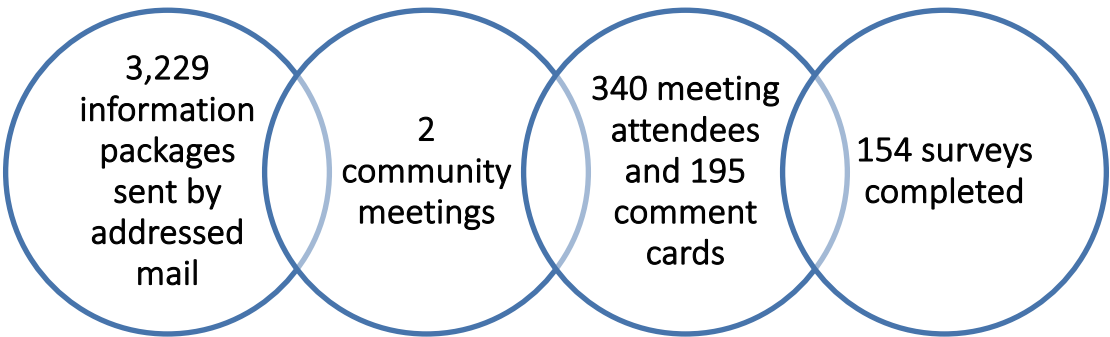 3,229
information
packages
sent by
addressed
mail
2
community
meetings
340 meeting
attendees
and 195
comment
cards
154 surveys
completed